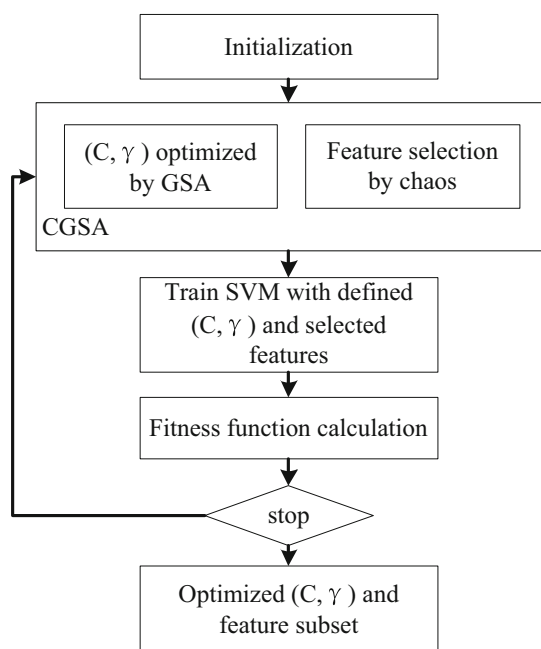 Initialization
(C, γ) optimized
by GSA
Feature selection
by chaos
CGSA
Train SVM with defined
(C, γ) and selected
features
Fitness function calculation
stop
Optimized (C, γ) and
feature subset